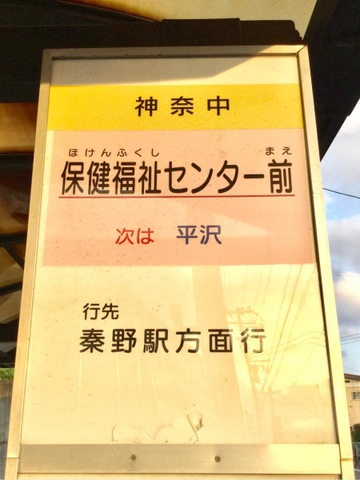 神奈中
ほけんふくし まえ
保健福祉センター前
次は 平沢
行先
秦野駅方面行